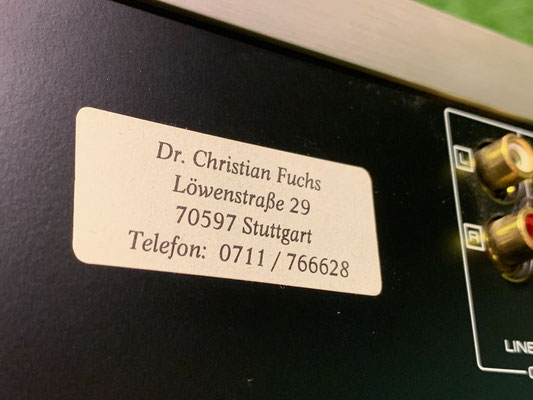 Dr. Christian Fuchs
Löwenstraße 29
70597 Stuttgart
Telefon: 0711 / 766628
L
R
LINE